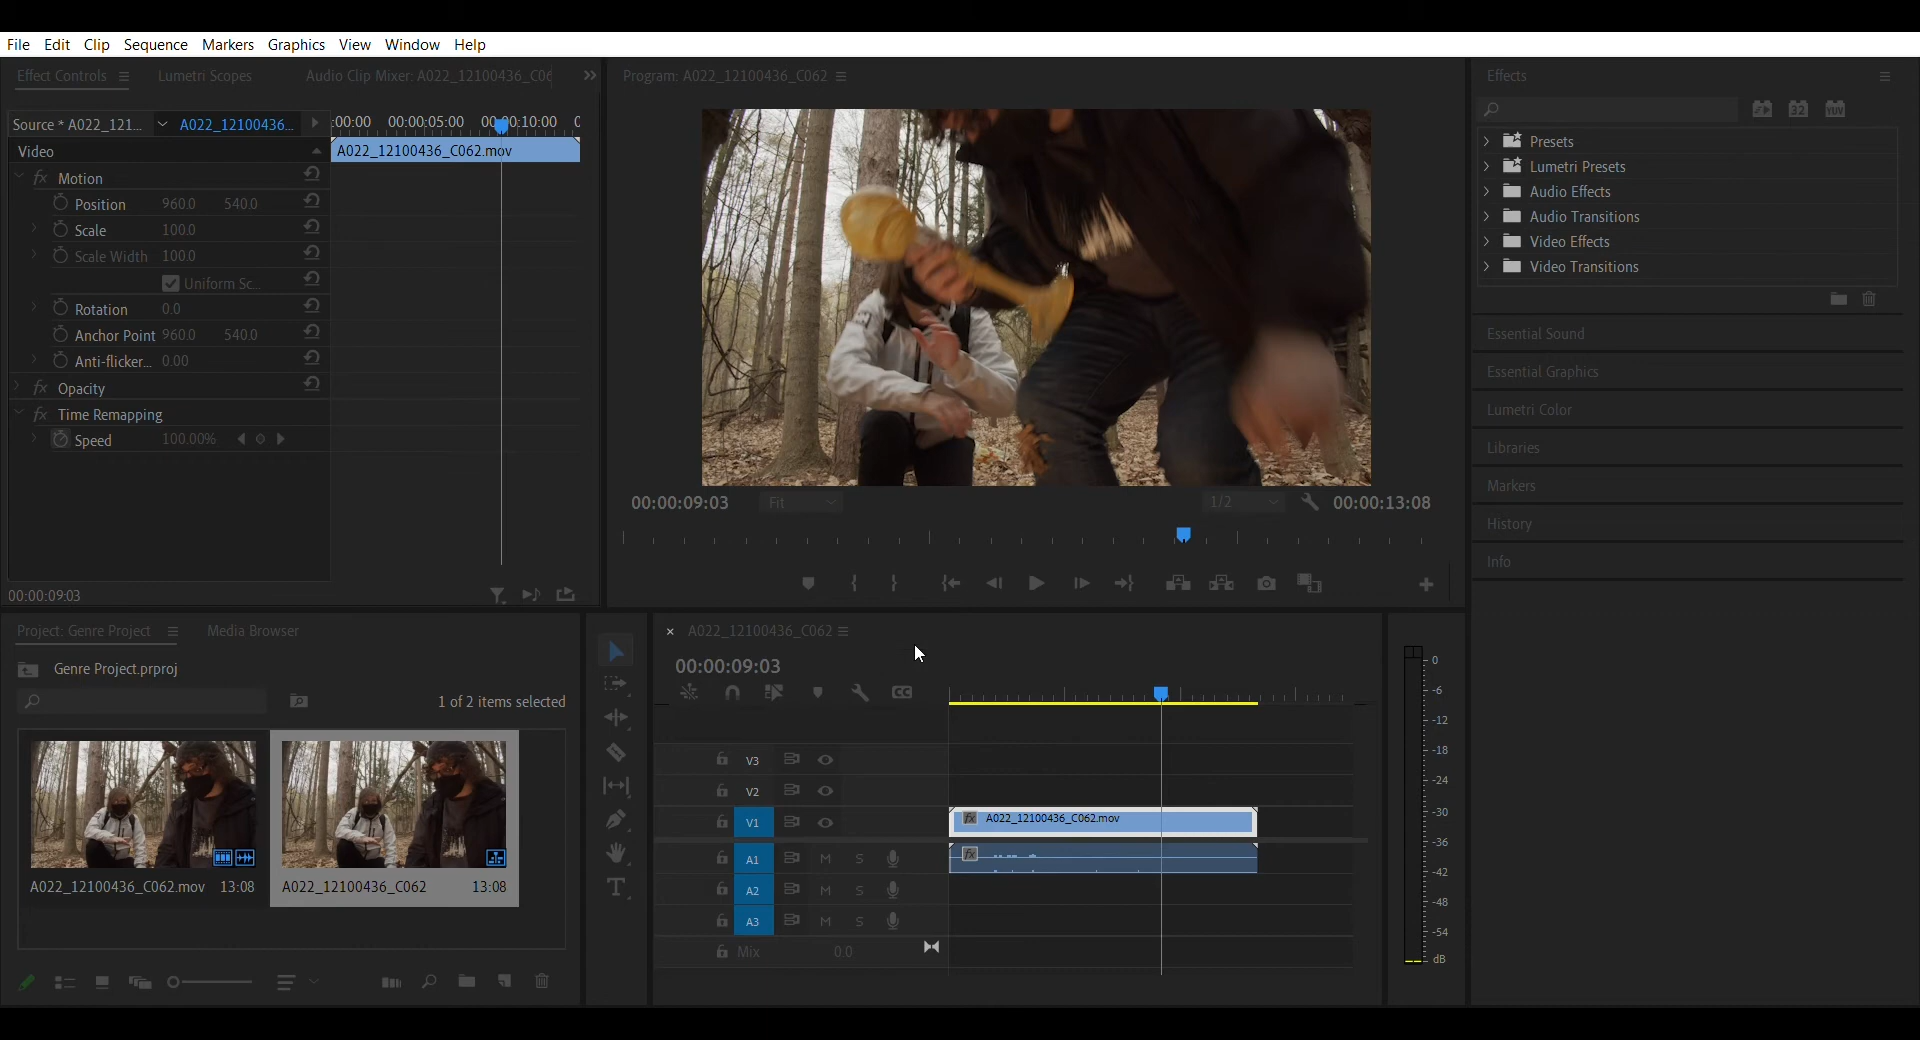 File Edit Clip Sequence Markers Graphics View Window Help
Effect Controls Lumetri Scopes Audio Clip Mixer: A022_12100436_C06
Source * A022_121... A022_12100436...
:00:00 00:00:05:00 00:00:10:00
Video
A022_12100436_C062.mov
fx Motion
Position 960.0 540.0
Scale 100.0
Scale Width 100.0
Uniform Sc...
Rotation 0.0
Anchor Point 960.0 540.0
Anti-flicker... 0.00
fx Opacity
fx Time Remapping
Speed 100.00%
00:00:09:03
Program: A022_12100436_C062
00:00:09:03 Fit 1/2 00:00:13:08
Effects
32 YUV
Presets
Lumetri Presets
Audio Effects
Audio Transitions
Video Effects
Video Transitions
Essential Sound
Essential Graphics
Lumetri Color
Libraries
Markers
History
Info
Project: Genre Project Media Browser
Genre Project.prproj
1 of 2 items selected
A022_12100436_C062.mov 13:08
A022_12100436_C062 13:08
× A022_12100436_C062
00:00:09:03
CC
V3
V2
V1
fx A022_12100436_C062.mov
A1 M S
fx
A2 M S
A3 M S
Mix 0.0
0
-6
-12
-18
-24
-30
-36
-42
-48
-54
dB